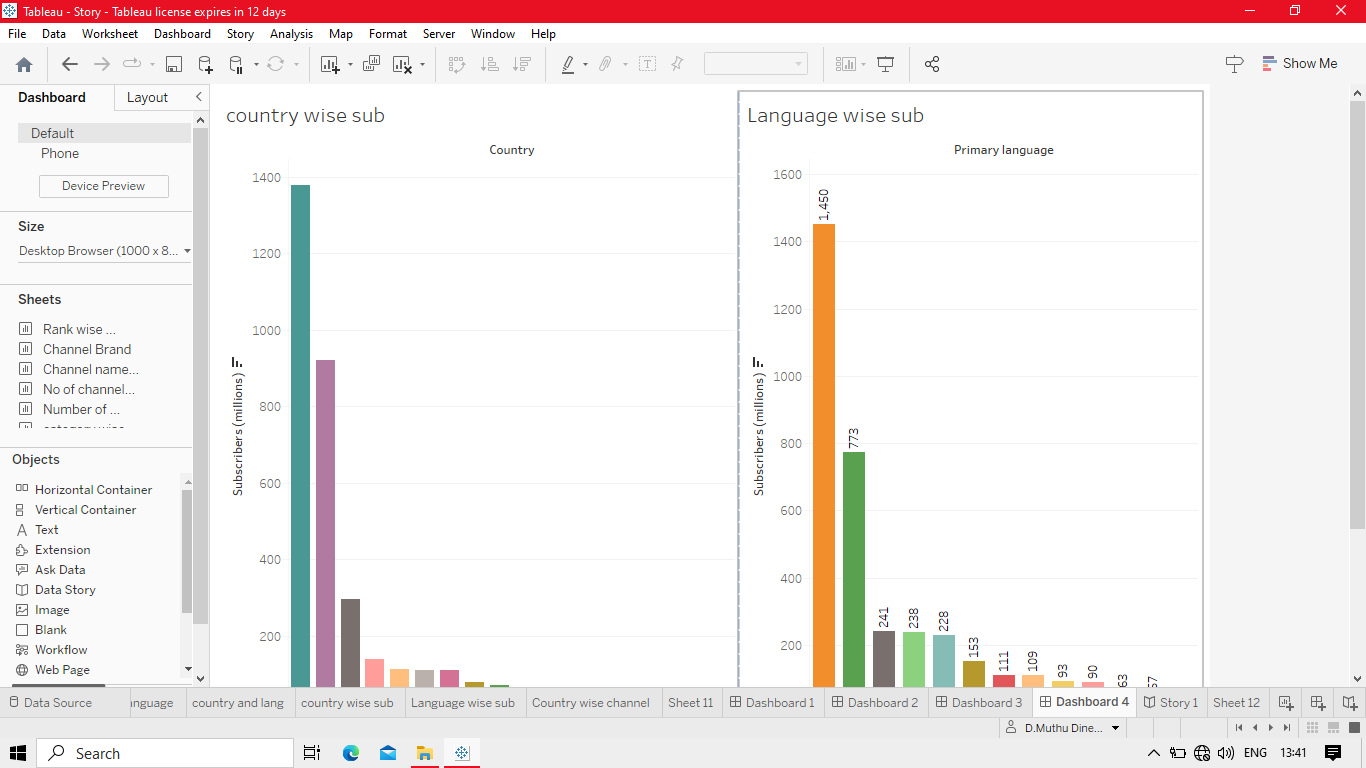 Tableau - Story - Tableau license expires in 12 days
File Data Worksheet Dashboard Story Analysis Map Format Server Window Help
Show Me
Dashboard Layout
Default
Phone
Device Preview
Size
Desktop Browser (1000 x 8...
Sheets
Rank wise ...
Channel Brand
Channel name...
No of channel...
Number of ...
Objects
Horizontal Container
Vertical Container
Text
Extension
Ask Data
Data Story
Image
Blank
Workflow
Web Page
country wise sub
Country
1400
1200
1000
800
600
400
200
Subscribers (millions)
Language wise sub
Primary language
1600
1400
1200
1000
800
600
400
200
Subscribers (millions)
1,450
773
241
238
228
153
111
109
93
90
63
57
Data Source country and lang country wise sub Language wise sub Country wise channel Sheet 11 Dashboard 1 Dashboard 2 Dashboard 3 Dashboard 4 Story 1 Sheet 12
D.Muthu Dine...
Search
ENG 13:41